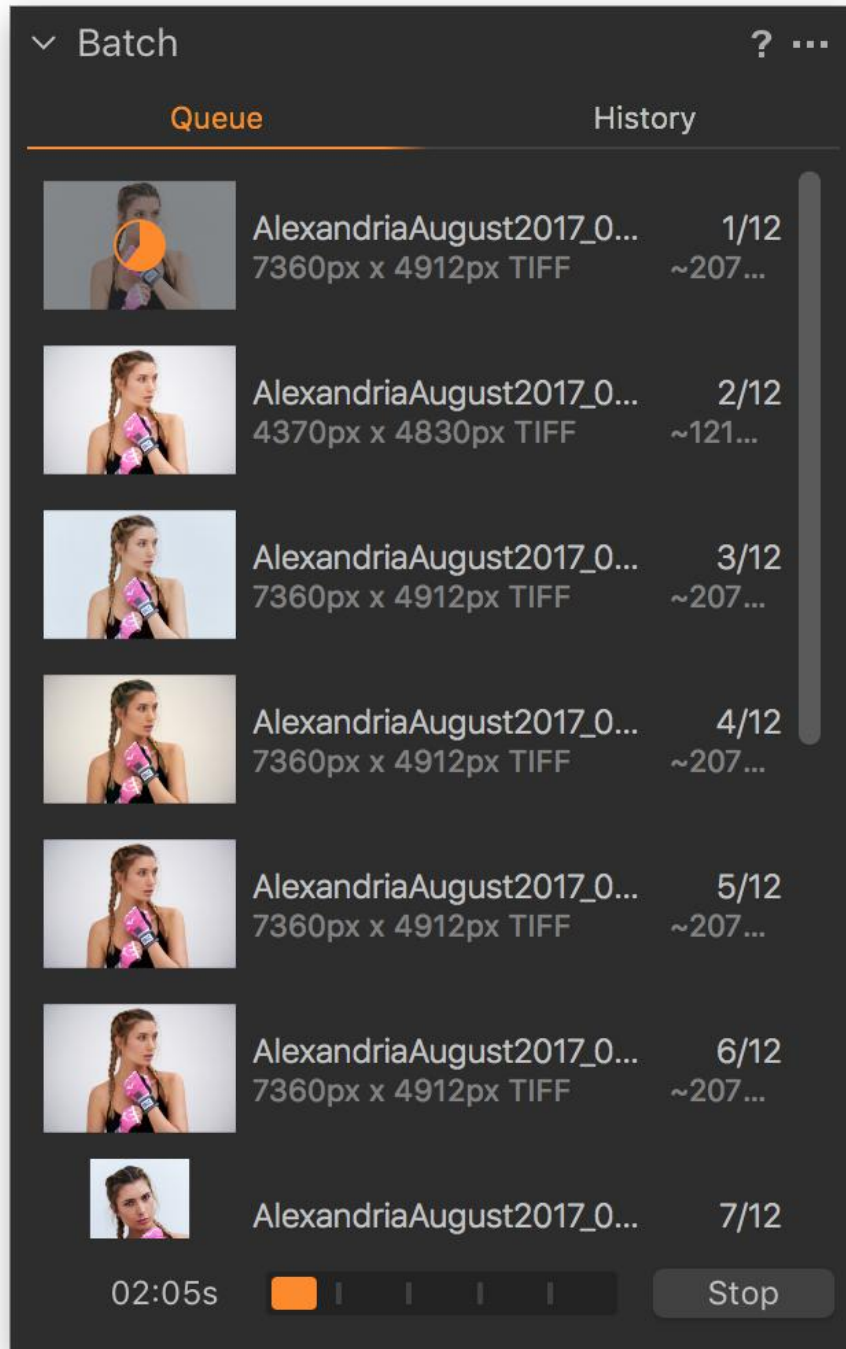 Batch ? ...
Queue History
AlexandriaAugust2017_0... 1/12
7360px x 4912px TIFF ~207...
AlexandriaAugust2017_0... 2/12
4370px x 4830px TIFF ~121...
AlexandriaAugust2017_0... 3/12
7360px x 4912px TIFF ~207...
AlexandriaAugust2017_0... 4/12
7360px x 4912px TIFF ~207...
AlexandriaAugust2017_0... 5/12
7360px x 4912px TIFF ~207...
AlexandriaAugust2017_0... 6/12
7360px x 4912px TIFF ~207...
AlexandriaAugust2017_0... 7/12
02:05s Stop